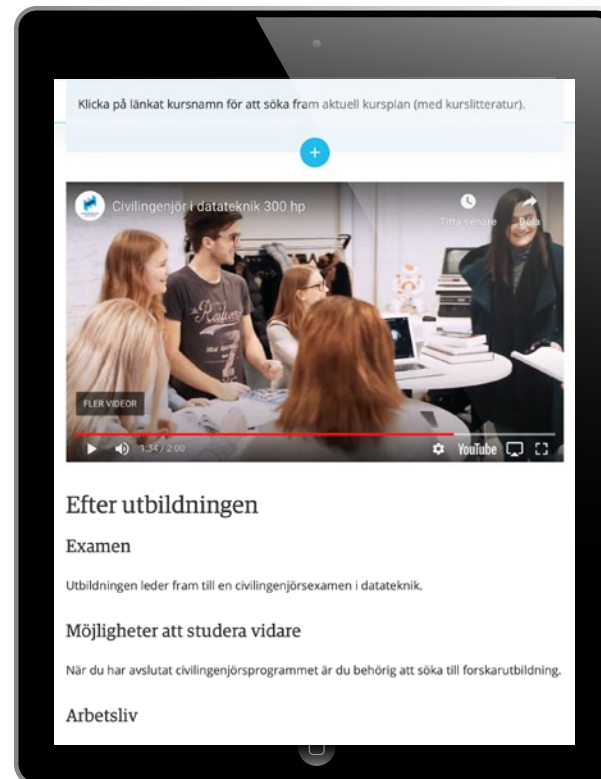 Klicka på länkat kursnamn för att söka fram aktuell kursplan (med kurslitteratur).
+
Civilingenjör i datateknik 300 hp
Titta senare
Dela
FLER VIDEOR
1:34 / 2:00
YouTube
Efter utbildningen
Examen
Utbildningen leder fram till en civilingenjörsexamen i datateknik.
Möjligheter att studera vidare
När du har avslutat civilingenjörsprogrammet är du behörig att söka till forskarutbildning.
Arbetsliv